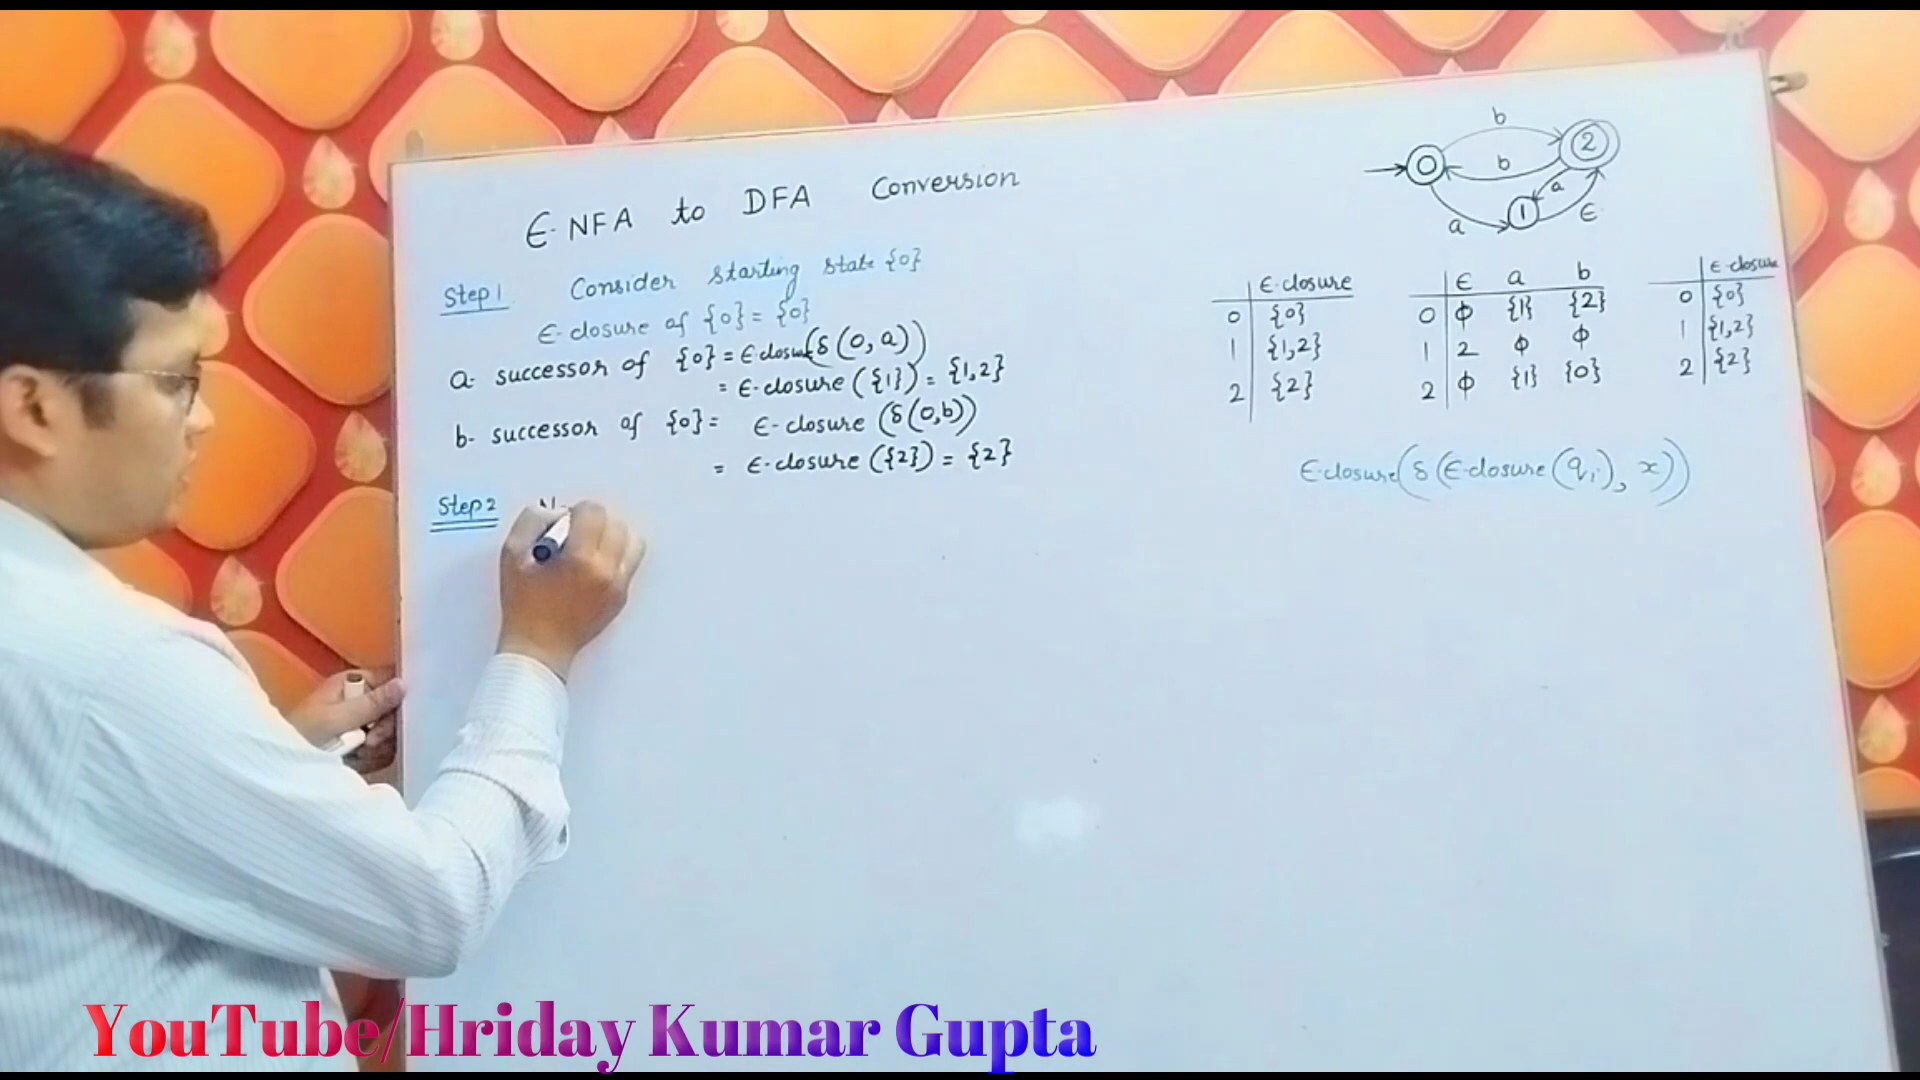 ϵ-NFA to DFA Conversion
Step 1 Consider starting state {0}
ϵ-closure of {0} = {0}
a- successor of {0} = ϵ-closure(δ(0,a))
= ϵ-closure ({1}) = {1,2}
b- successor of {0} = ϵ-closure (δ(0,b))
= ϵ-closure ({2}) = {2}
Step 2
b
0 b 2
a
1
a ϵ
ϵ-closure
0 {0}
1 {1,2}
2 {2}
ϵ a b
0 ϕ {1} {2}
1 2 ϕ ϕ
2 ϕ {1} {0}
ϵ-closure
0 {0}
1 {1,2}
2 {2}
ϵ-closure(δ(ϵ-closure(qi), x))
YouTube/Hriday Kumar Gupta